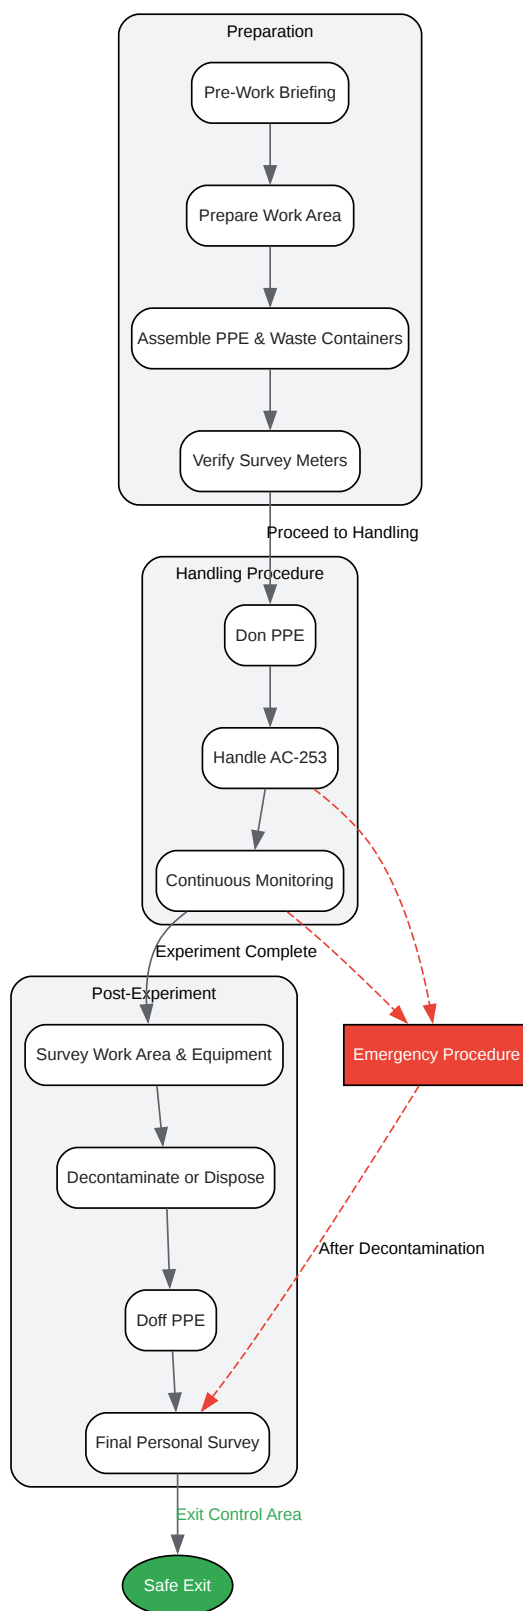 Preparation
Pre-Work Briefing
Prepare Work Area
Assemble PPE & Waste Containers
Verify Survey Meters
Proceed to Handling
Handling Procedure
Don PPE
Handle AC-253
Continuous Monitoring
Experiment Complete
Post-Experiment
Survey Work Area & Equipment
Emergency Procedure
Decontaminate or Dispose
After Decontamination
Doff PPE
Final Personal Survey
Exit Control Area
Safe Exit